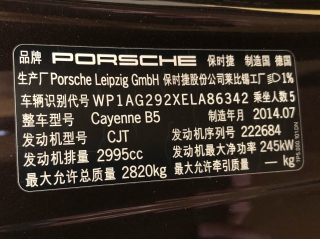 品牌 PORSCHE 保时捷 制造国 德国
生产厂 Porsche Leipzig GmbH 保时捷股份公司莱比锡工厂 1%
车辆识别代号 WP1AG292XELA86342 乘坐人数 5
整车型号 Cayenne B5 制造年月 2014.07
发动机型号 CJT 发动机序列号 222684
发动机排量 2995cc 发动机最大净功率 245kW
最大允许总质量 2820kg 最大允许牵引质量 — kg